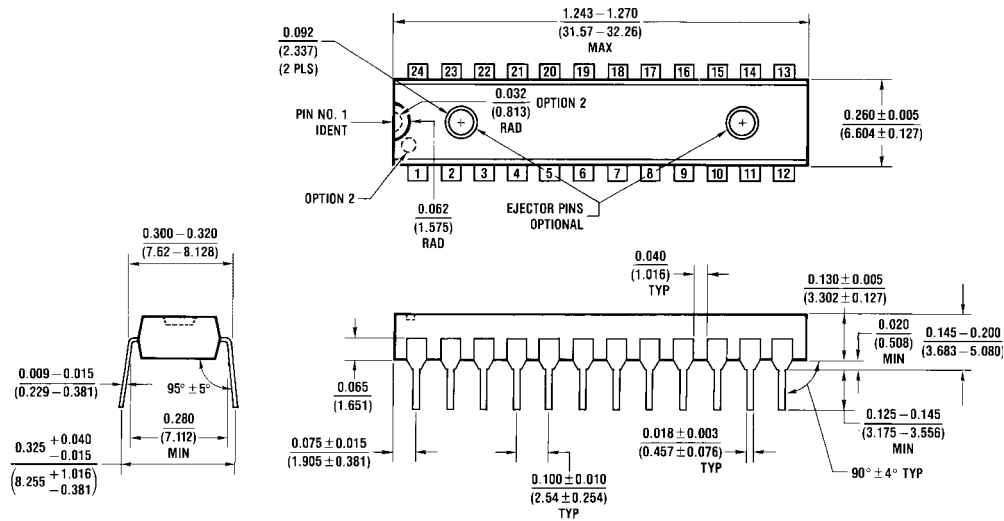 1.243 – 1.270
(31.57 – 32.26)
MAX
0.092
(2.337)
(2 PLS)
24 23 22 21 20 19 18 17 16 15 14 13
0.032
(0.813)
RAD
OPTION 2
PIN NO. 1
IDENT
0.260 ± 0.005
(6.604 ± 0.127)
1 2 3 4 5 6 7 8 9 10 11 12
OPTION 2
0.062
(1.575)
RAD
EJECTOR PINS
OPTIONAL
0.300 – 0.320
(7.62 – 8.128)
0.040
(1.016)
TYP
0.130 ± 0.005
(3.302 ± 0.127)
0.020
(0.508)
MIN
0.145 – 0.200
(3.683 – 5.080)
0.009 – 0.015
(0.229 – 0.381)
95° ± 5°
0.280
(7.112)
MIN
0.325 +0.040
–0.015
(8.255 +1.016
–0.381)
0.065
(1.651)
0.075 ± 0.015
(1.905 ± 0.381)
0.100 ± 0.010
(2.54 ± 0.254)
TYP
0.018 ± 0.003
(0.457 ± 0.076)
TYP
0.125 – 0.145
(3.175 – 3.556)
MIN
90° ± 4° TYP